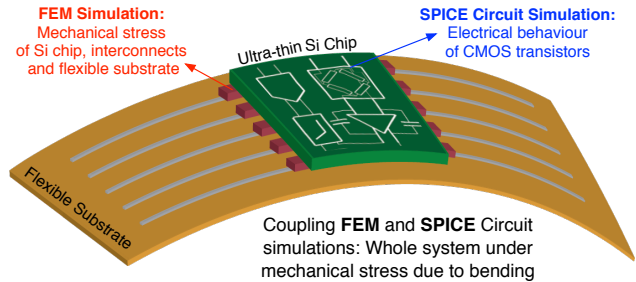 FEM Simulation:
Mechanical stress
of Si chip, interconnects
and flexible substrate
SPICE Circuit Simulation:
Electrical behaviour
of CMOS transistors
Ultra-thin Si Chip
Flexible Substrate
Coupling FEM and SPICE Circuit
simulations: Whole system under
mechanical stress due to bending